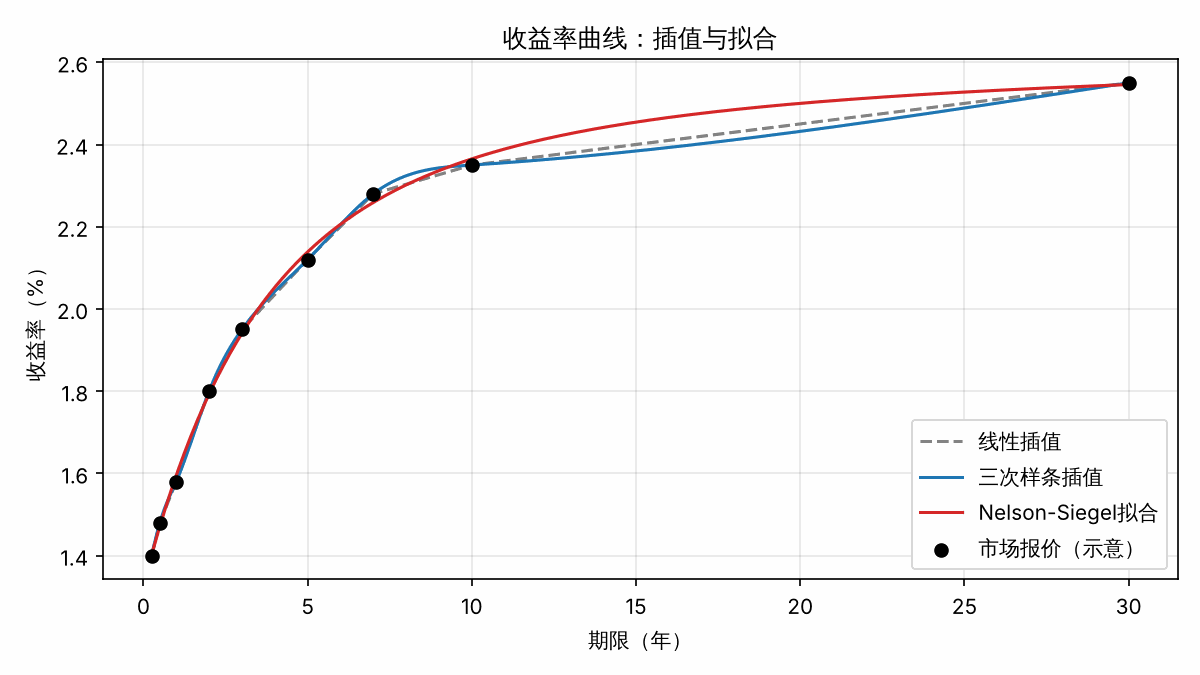 收益率曲线：插值与拟合
收益率（%）
2.6
2.4
2.2
2.0
1.8
1.6
1.4
0 5 10 15 20 25 30
期限（年）
线性插值
三次样条插值
Nelson-Siegel拟合
市场报价（示意）